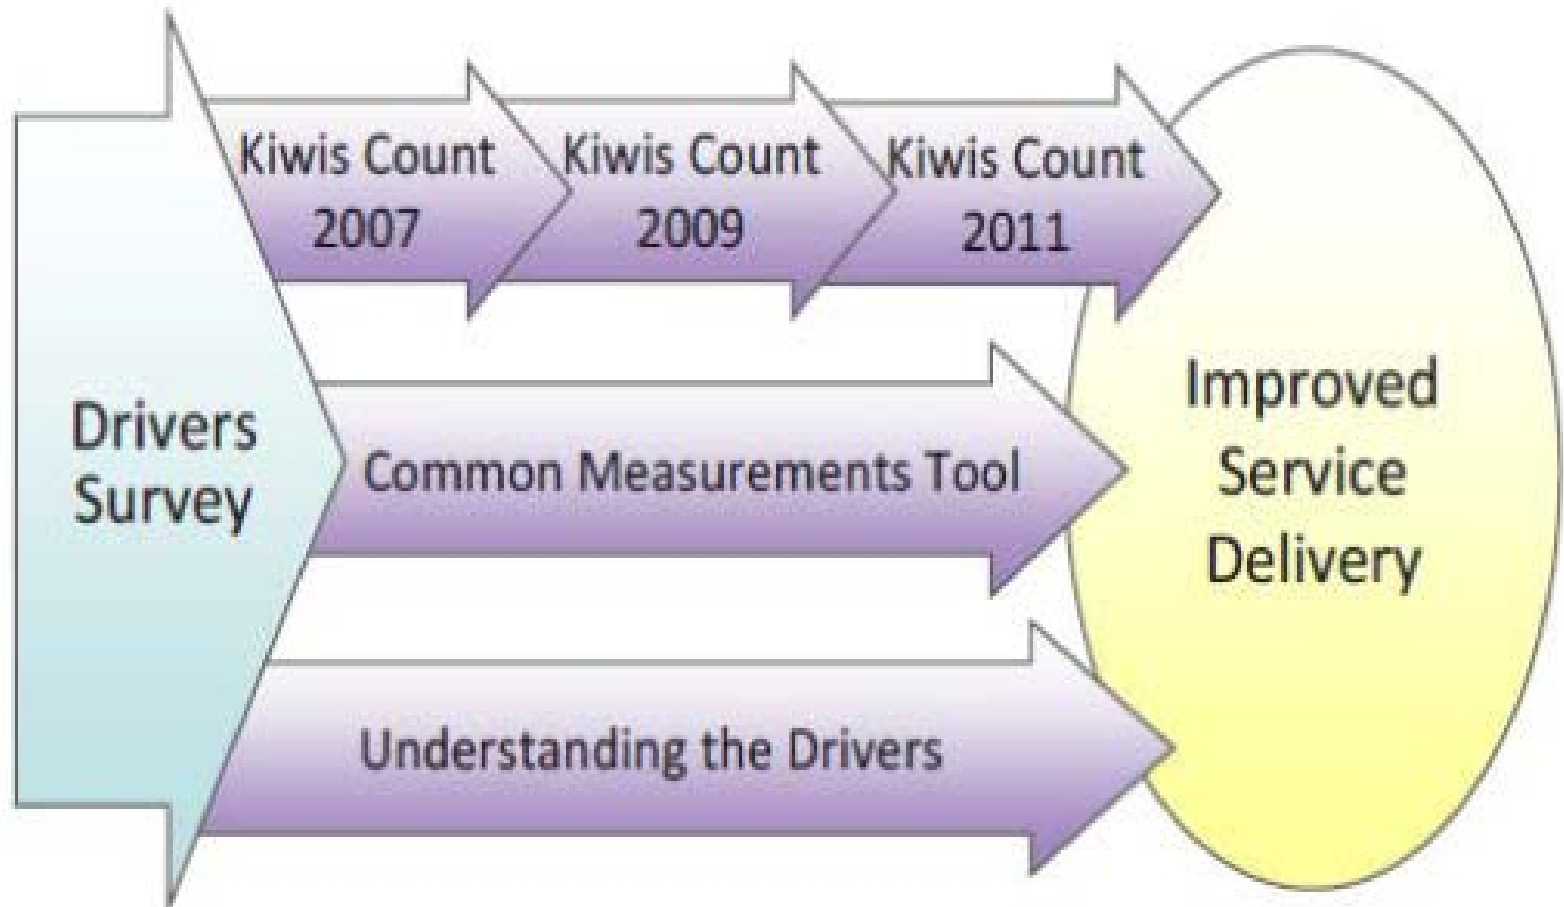 Drivers
Survey
Kiwis Count
2007
Kiwis Count
2009
Kiwis Count
2011
Common Measurements Tool
Understanding the Drivers
Improved
Service
Delivery